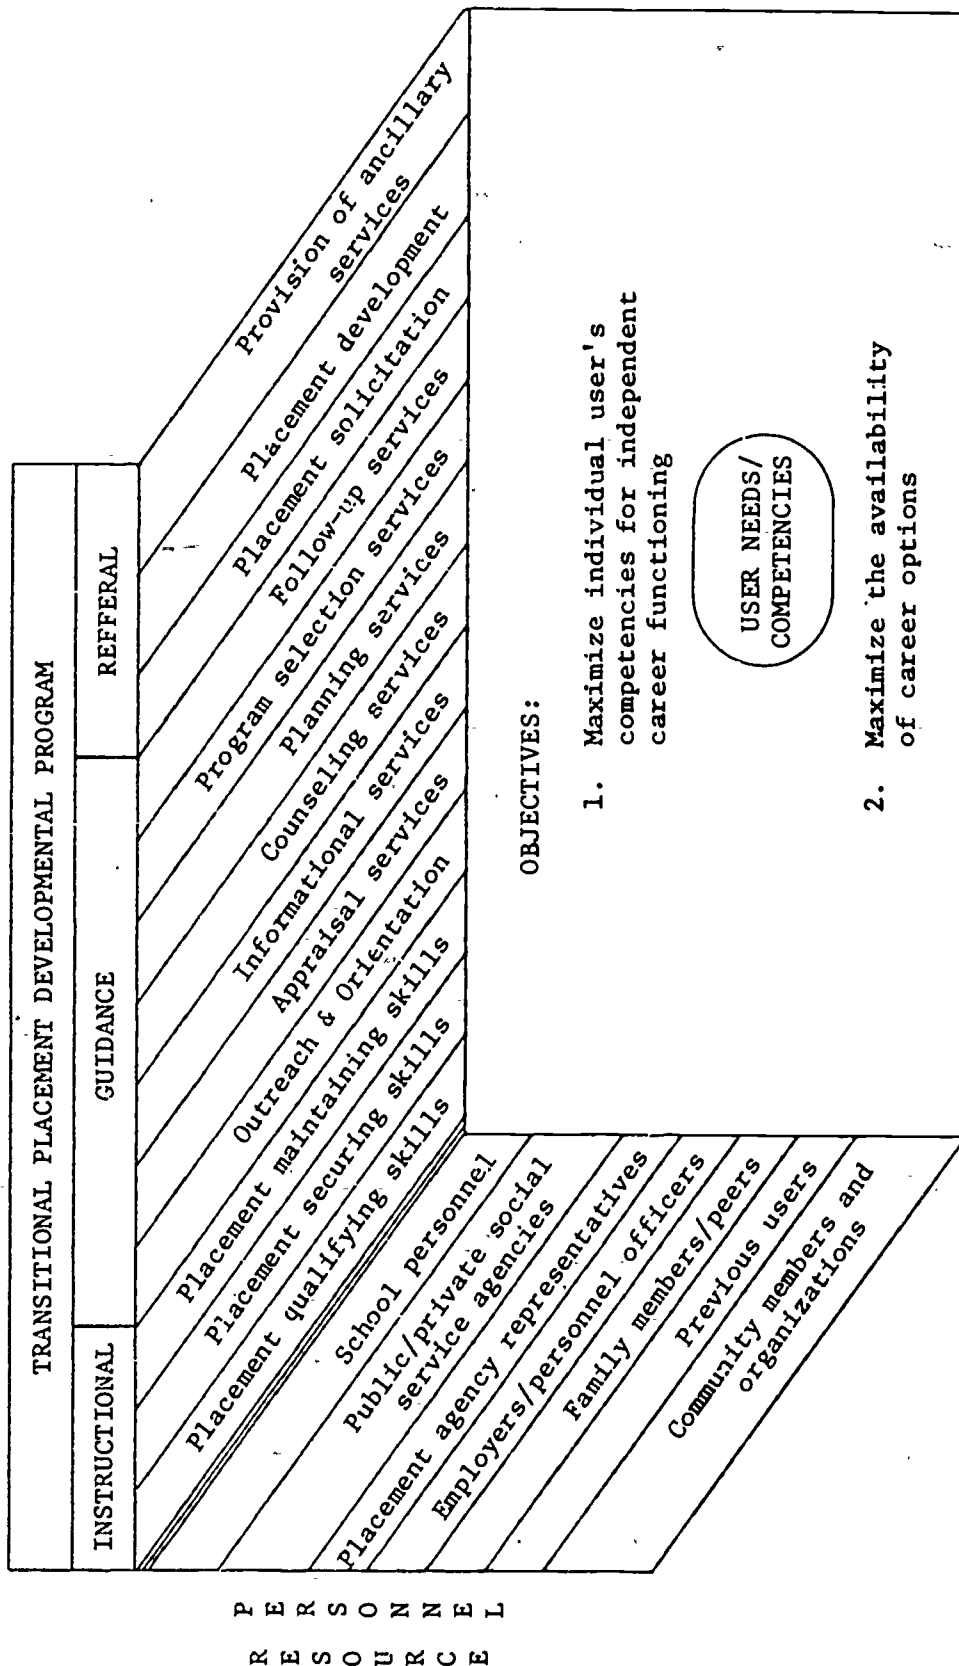 TRANSITIONAL PLACEMENT DEVELOPMENTAL PROGRAM
INSTRUCTIONAL
GUIDANCE
REFFERAL
Placement qualifying skills
Placement securing skills
Placement maintaining skills
Outreach & Orientation
Appraisal services
Informational services
Counseling services
Planning services
Program selection services
Follow-up services
Placement solicitation
Placement development
Provision of ancillary
services
PERSONNEL
RESOURCE
School personnel
Public/private social
service agencies
Placement agency representatives
Employers/personnel officers
Family members/peers
Previous users
Community members and
organizations
OBJECTIVES:
1. Maximize individual user's
competencies for independent
career functioning
USER NEEDS/
COMPETENCIES
2. Maximize the availability
of career options